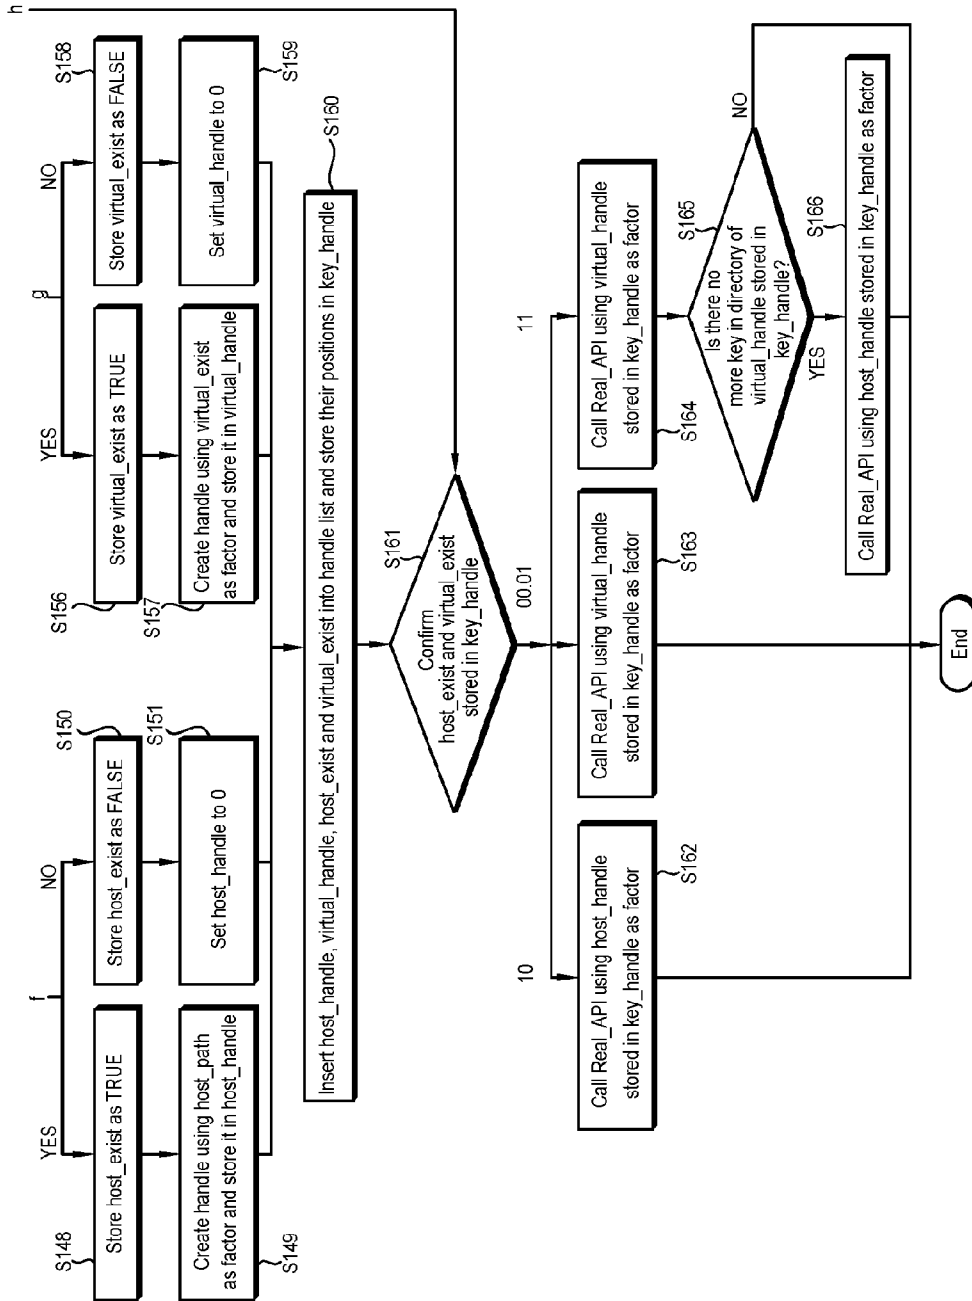 f
YES
NO
S148
Store host_exist as TRUE
S150
Store host_exist as FALSE
S149
Create handle using host_path
as factor and store it in host_handle
S151
Set host_handle to 0
g
YES
NO
S156
Store virtual_exist as TRUE
S158
Store virtual_exist as FALSE
S157
Create handle using virtual_exist
as factor and store it in virtual_handle
S159
Set virtual_handle to 0
h
S160
Insert host_handle, virtual_handle, host_exist and virtual_exist into handle list and store their positions in key_handle
S161
Confirm
host_exist and virtual_exist
stored in key_handle
10
00.01
11
Call Real_API using host_handle
stored in key_handle as factor
S162
Call Real_API using virtual_handle
stored in key_handle as factor
S163
Call Real_API using virtual_handle
stored in key_handle as factor
S164
S165
Is there no
more key in directory of
virtual_handle stored in
key_handle?
NO
YES
S166
Call Real_API using host_handle stored in key_handle as factor
End